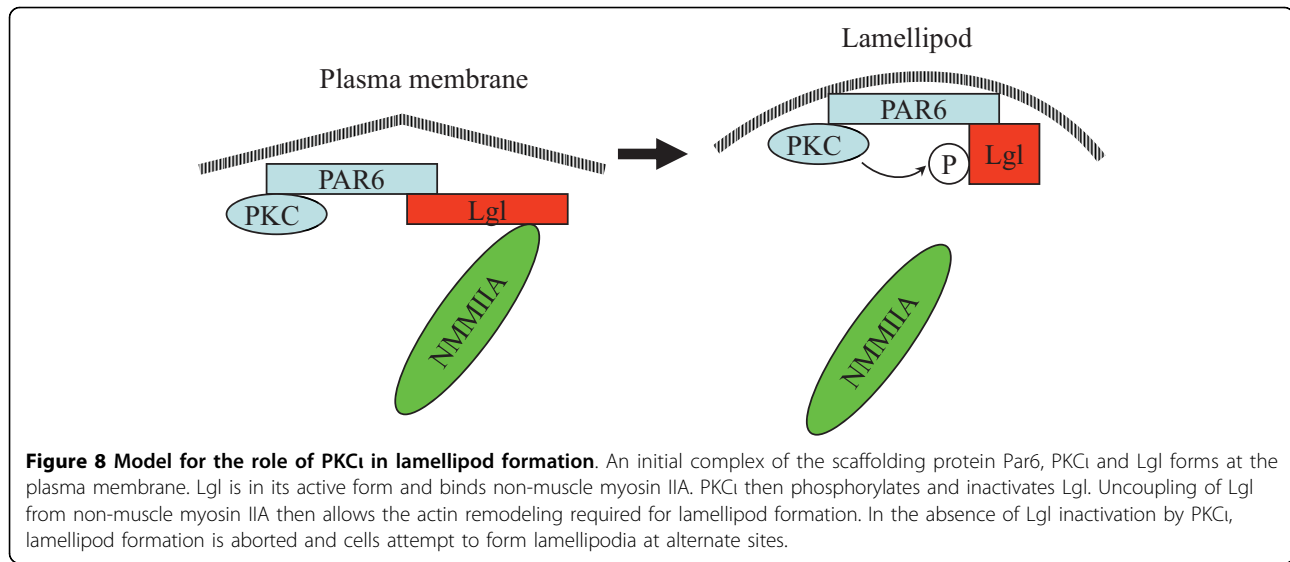 Plasma membrane
PAR6
PKC
Lgl
NMMIIA
Lamellipod
PAR6
PKC
P
Lgl
NMMIIA
Figure 8 Model for the role of PKCι in lamellipod formation. An initial complex of the scaffolding protein Par6, PKCι and Lgl forms at the
plasma membrane. Lgl is in its active form and binds non-muscle myosin IIA. PKCι then phosphorylates and inactivates Lgl. Uncoupling of Lgl
from non-muscle myosin IIA then allows the actin remodeling required for lamellipod formation. In the absence of Lgl inactivation by PKCι,
lamellipod formation is aborted and cells attempt to form lamellipodia at alternate sites.